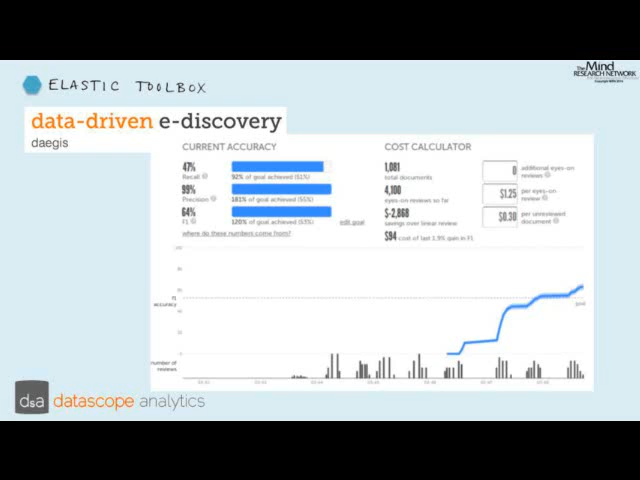 The Mind
RESEARCH NETWORK
ELASTIC TOOLBOX
data-driven e-discovery
daegis
CURRENT ACCURACY
47%
Recall
92% of goal achieved (51%)
99%
Precision
181% of goal achieved (55%)
64%
F1
120% of goal achieved (53%)
edit goal
where do these numbers come from?
COST CALCULATOR
1,081
total documents
4,100
eyes-on reviews so far
$-2,868
savings over linear review
$94 cost of last 1.9% gain in F1
0
additional eyes-on
reviews
$1.25
per eyes-on
review
$0.30
per unreviewed
document
accuracy
goal
number of
reviews
dsa datascope analytics